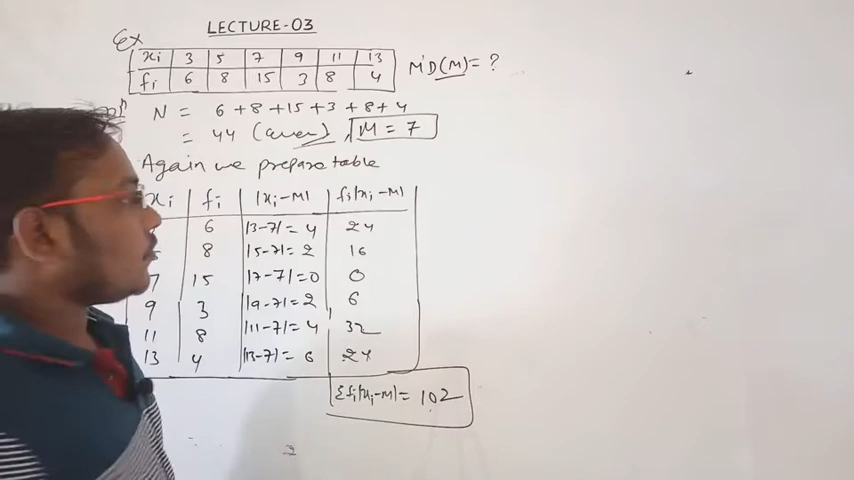 LECTURE-03
Ex
xi 3 5 7 9 11 13
fi 6 8 15 3 8 4
M.D(M) = ?
N = 6+8+15+3+8+4
= 44 (even), M = 7
Again we prepare table
xi fi |xi-M| fi|xi-M|
6 |3-7|= 4 24
8 |5-7|= 2 16
7 15 |7-7|=0 0
9 3 |9-7|= 2 6
11 8 |11-7|= 4 32
13 4 |13-7|= 6 24
Σfi|xi-M|= 102